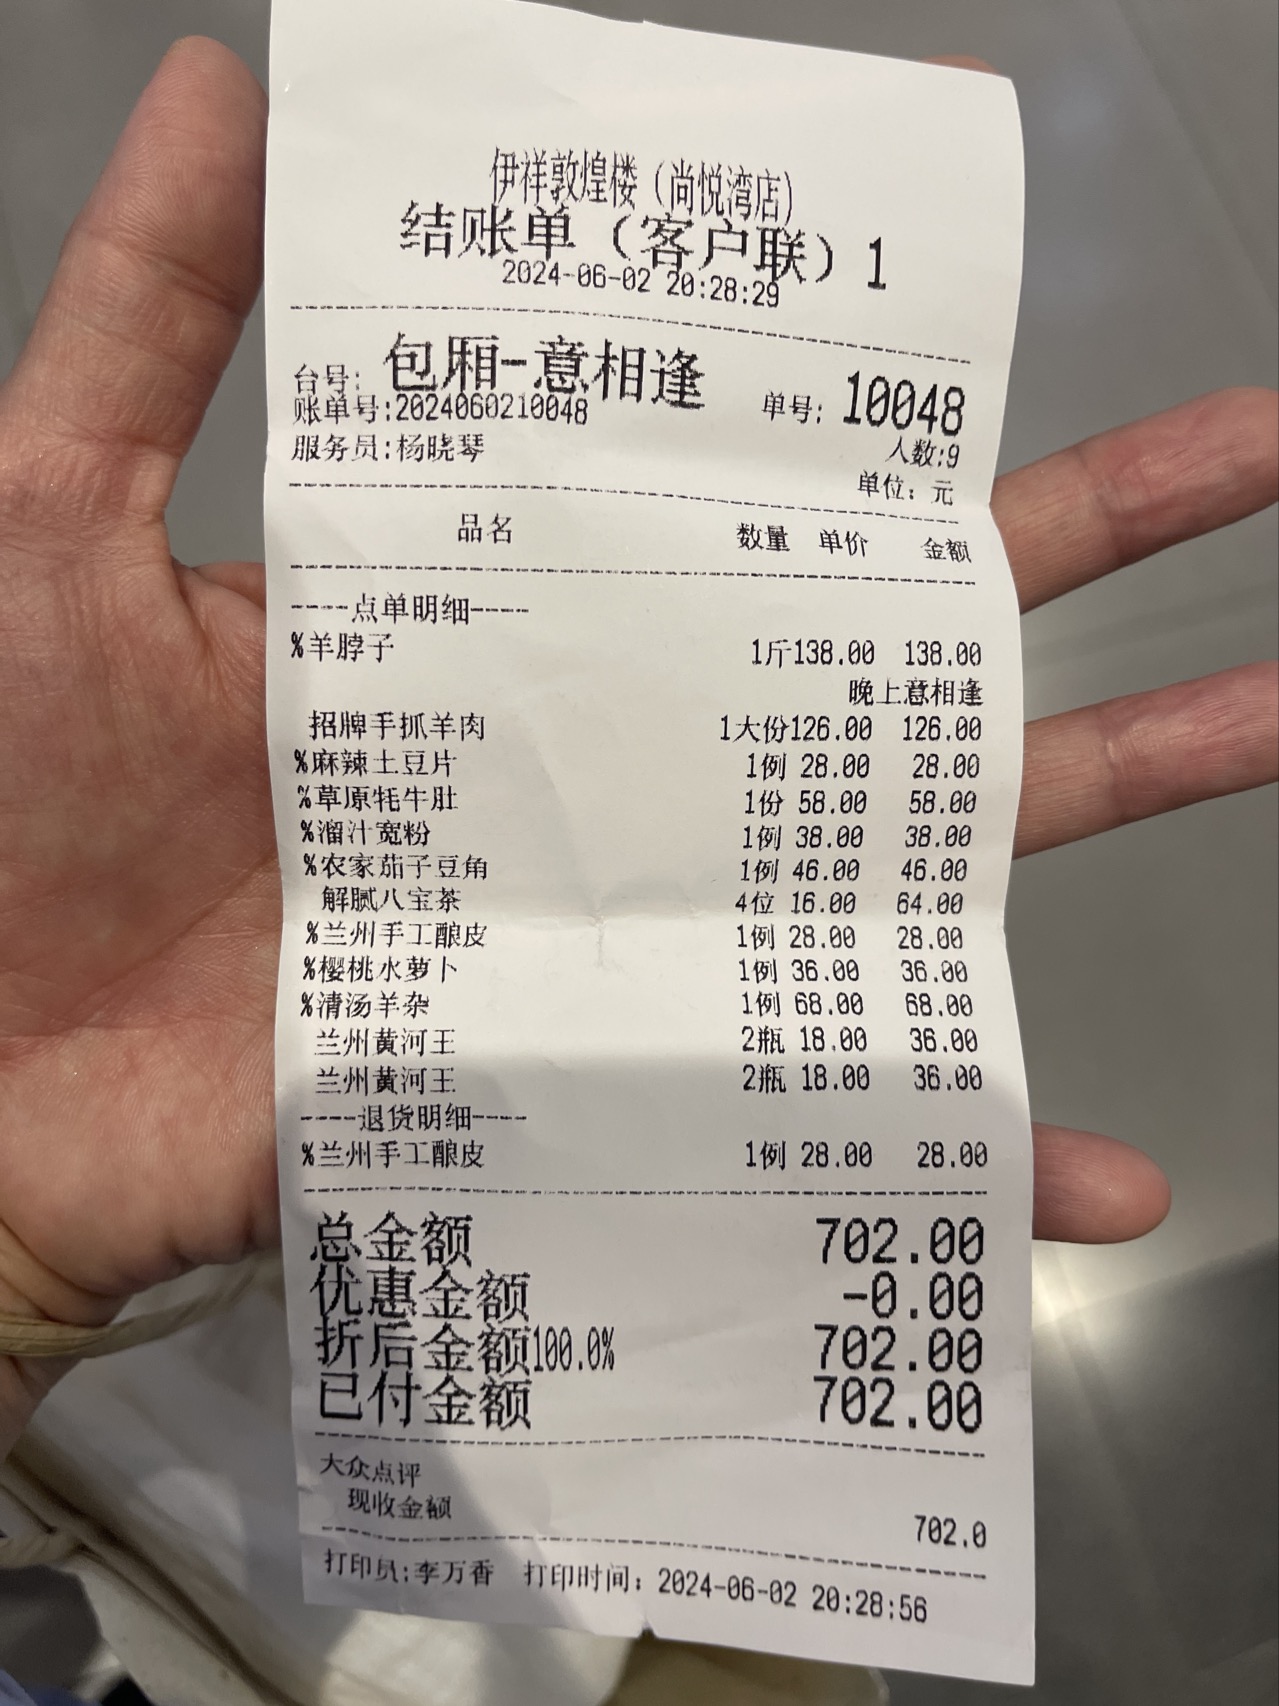 伊祥敦煌楼（尚悦湾店）
结账单（客户联）1
2024-06-02 20:28:29
台号: 包厢-意相逢 单号: 10048
账单号:2024060210048
服务员:杨晓琴 人数:9
单位: 元
品名 数量 单价 金额
----点单明细----
%羊脖子 1斤138.00 138.00
晚上意相逢
招牌手抓羊肉 1大份126.00 126.00
%麻辣土豆片 1例 28.00 28.00
%草原牦牛肚 1份 58.00 58.00
%溜汁宽粉 1例 38.00 38.00
%农家茄子豆角 1例 46.00 46.00
解腻八宝茶 4位 16.00 64.00
%兰州手工酿皮 1例 28.00 28.00
%樱桃水萝卜 1例 36.00 36.00
%清汤羊杂 1例 68.00 68.00
兰州黄河王 2瓶 18.00 36.00
兰州黄河王 2瓶 18.00 36.00
----退货明细----
%兰州手工酿皮 1例 28.00 28.00
总金额 702.00
优惠金额 -0.00
折后金额100.0% 702.00
已付金额 702.00
大众点评
现收金额 702.0
打印员:李万香 打印时间: 2024-06-02 20:28:56